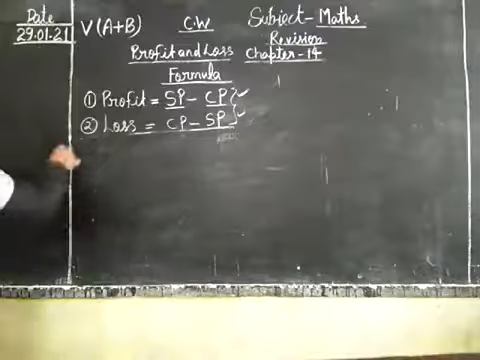 Date V (A+B) C.W Subject- Maths
29.01.21 Revision
Profit and Loss Chapter-14
Formula
① Profit = SP - CP
② Loss = CP - SP